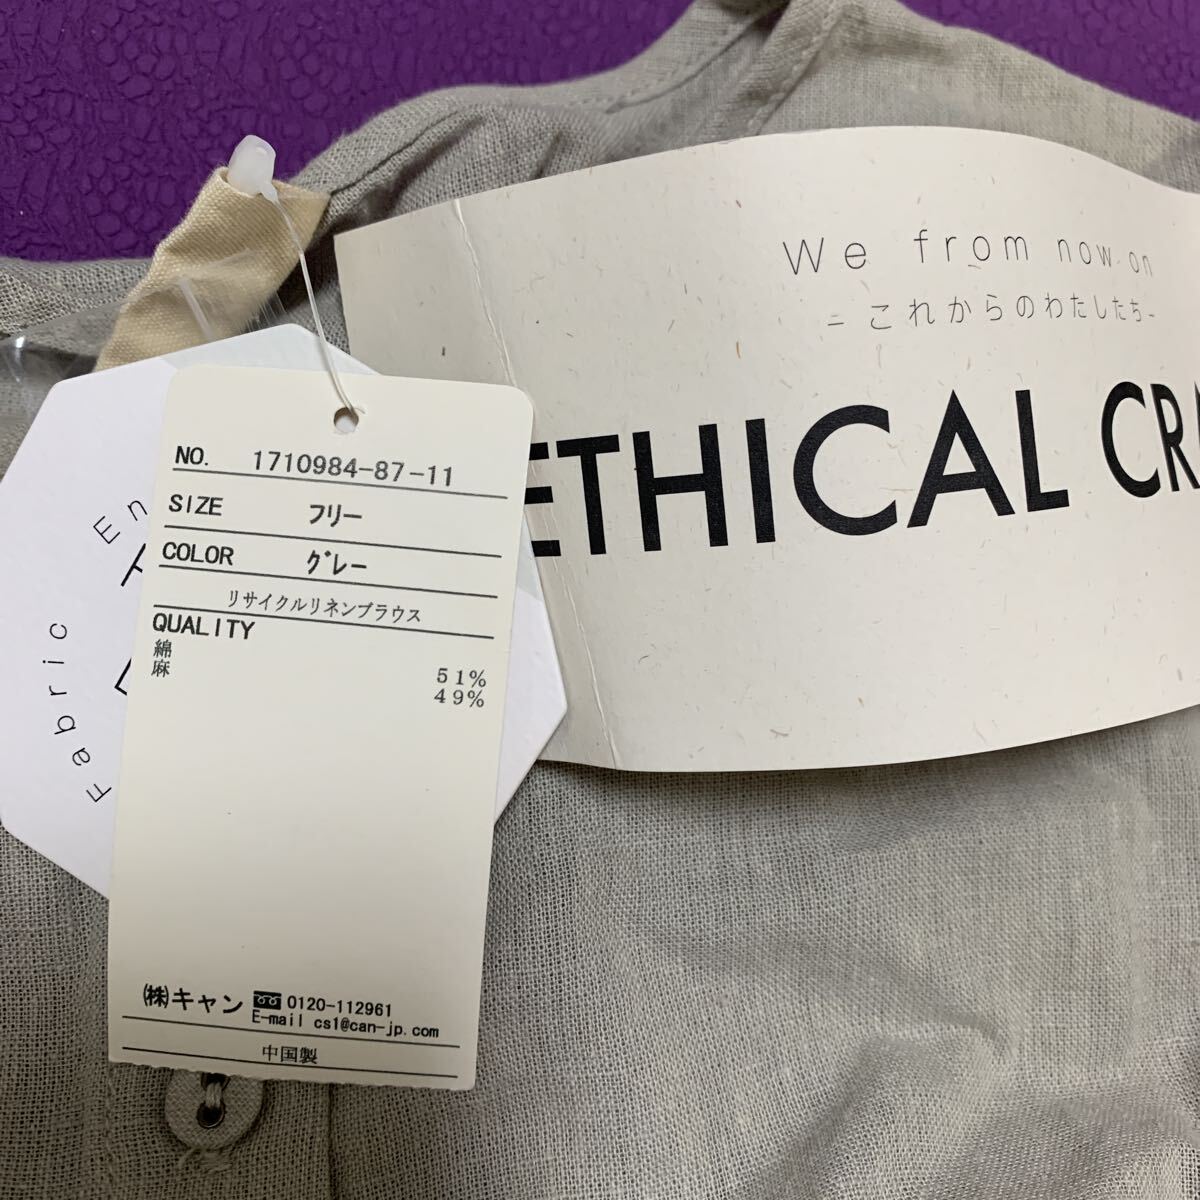 We from now on
- これからのわたしたち-
ETHICAL
En
Fabric
NO. 1710984-87-11
SIZE フリー
COLOR グレー
リサイクルリネンブラウス
QUALITY
綿 51%
麻 49%
(株)キャン 0120-112961
E-mail cs1@can-jp.com
中国製